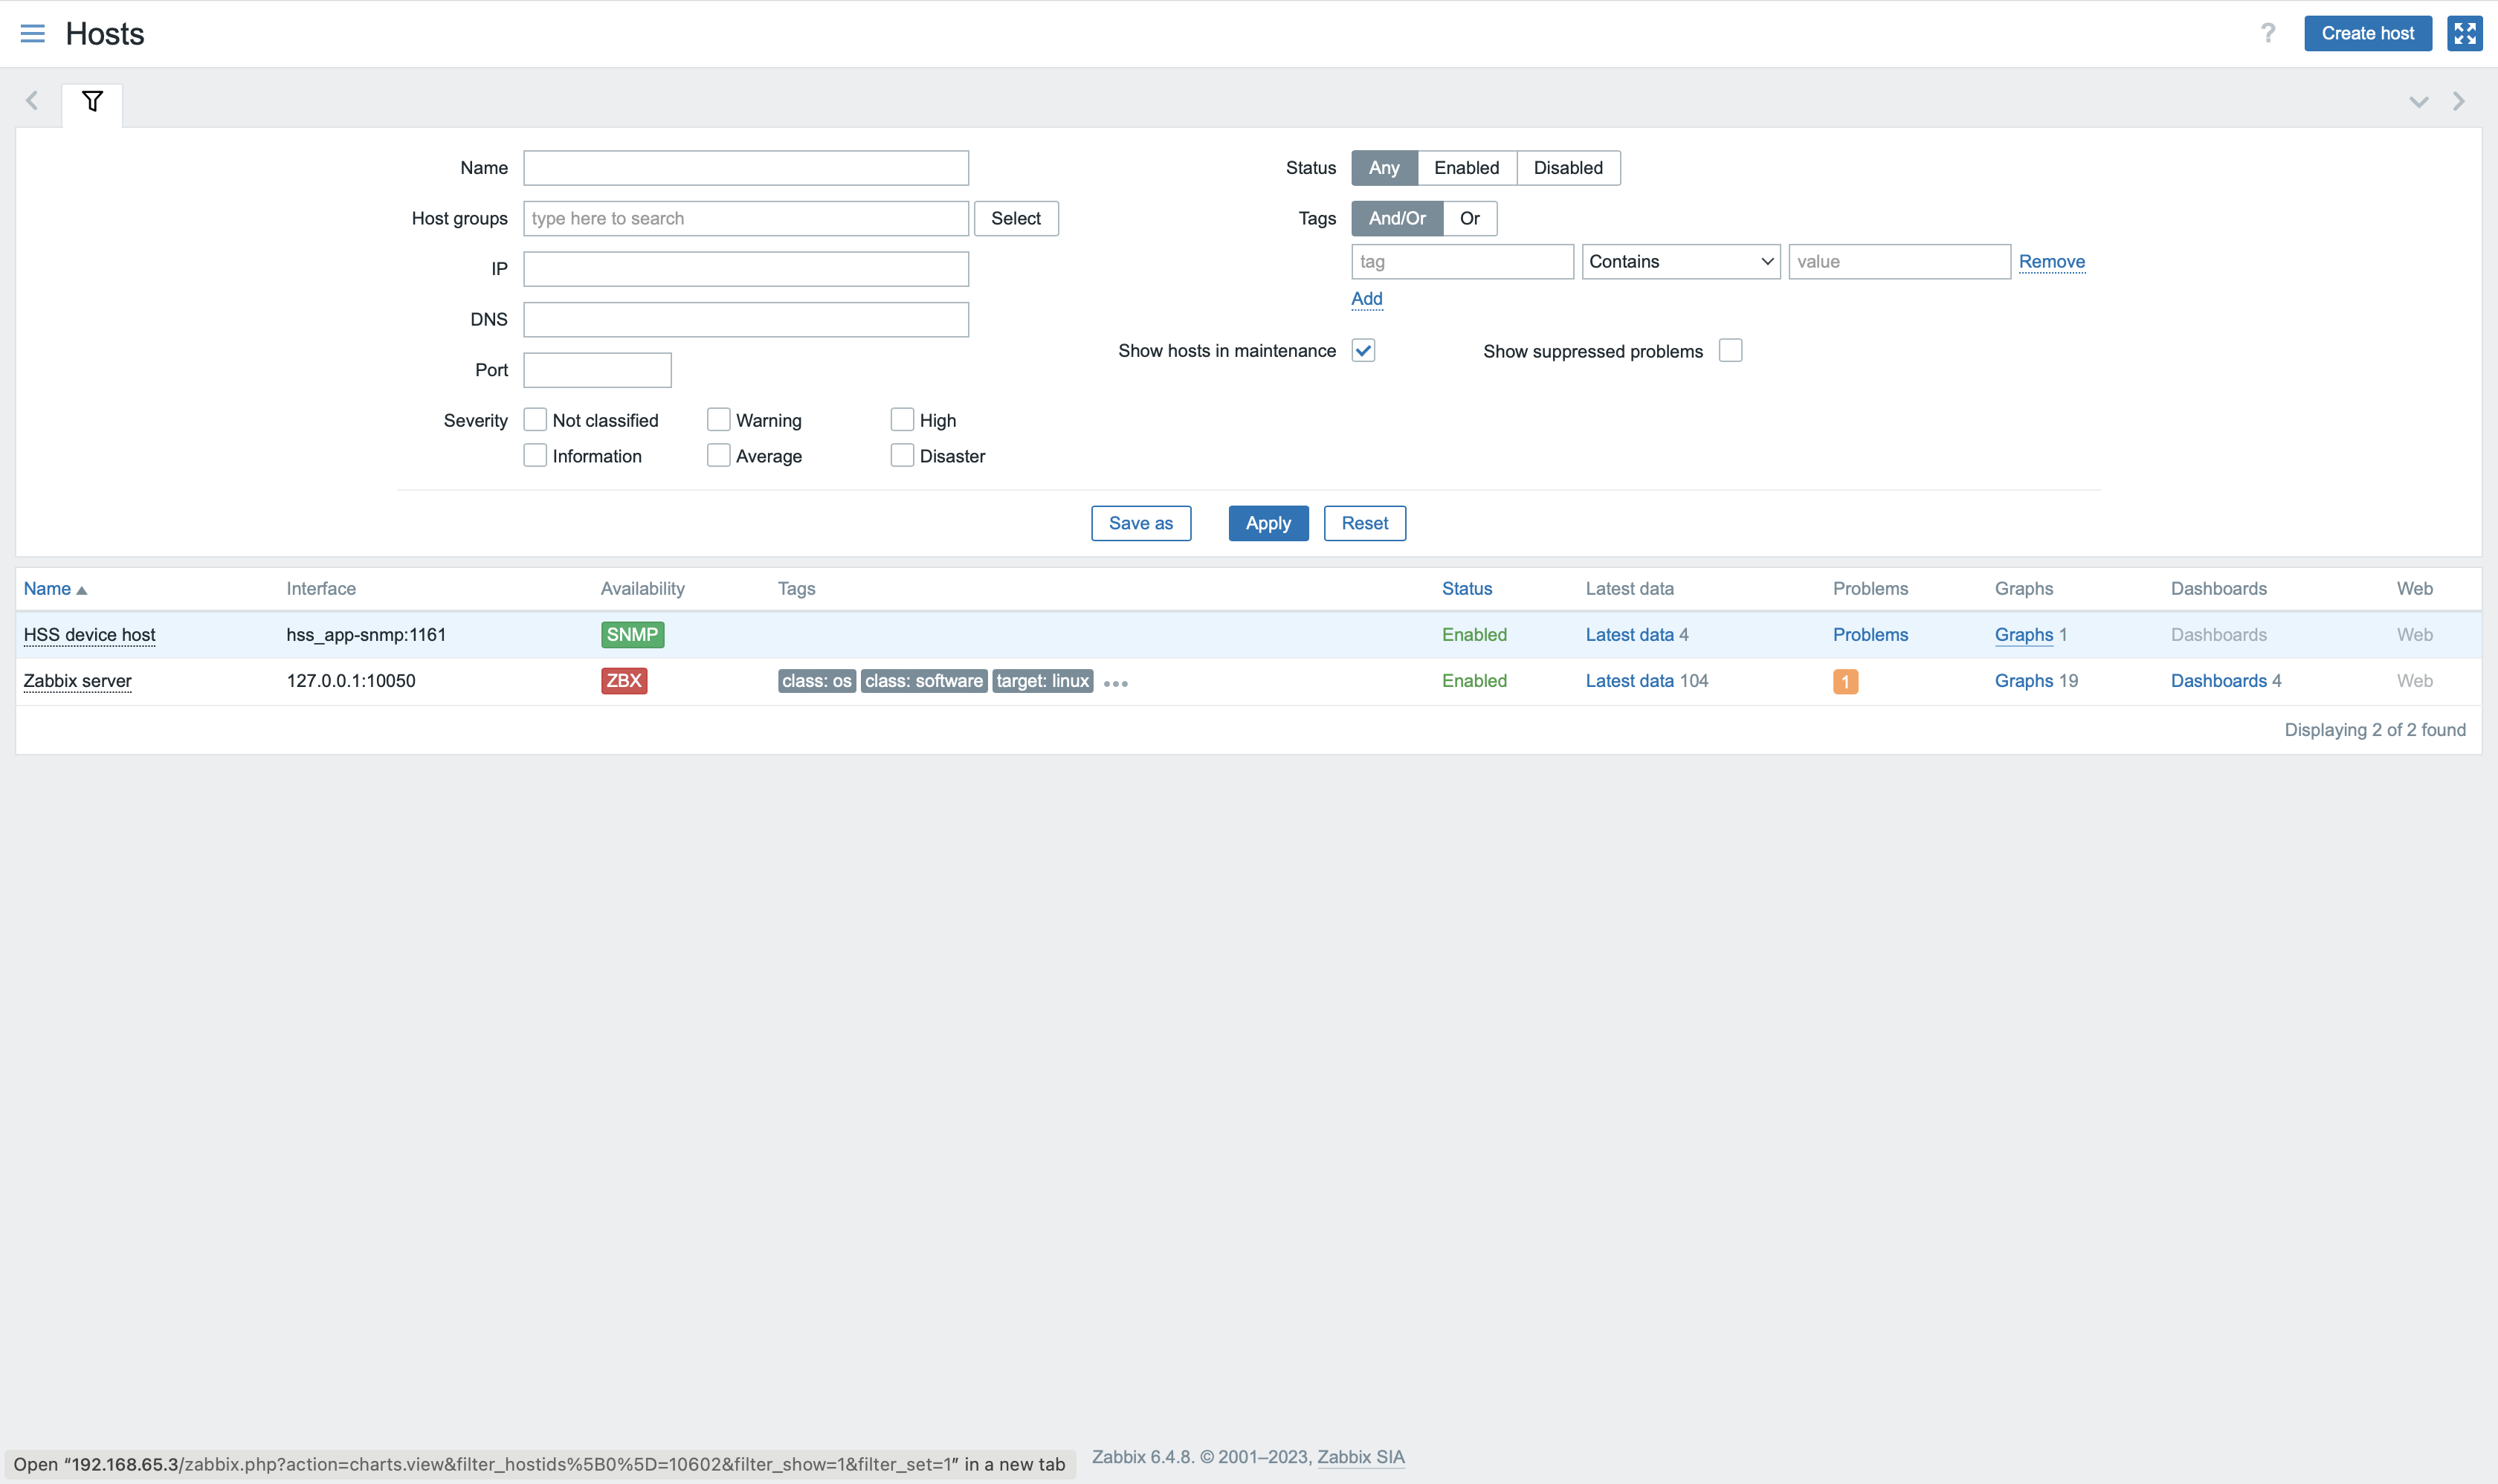 Hosts
? Create host
Name Status Any Enabled Disabled
Host groups type here to search Select Tags And/Or Or
IP tag Contains value Remove
Add
DNS
Show hosts in maintenance Show suppressed problems
Port
Severity Not classified Warning High
Information Average Disaster
Save as Apply Reset
Name Interface Availability Tags Status Latest data Problems Graphs Dashboards Web
HSS device host hss_app-snmp:1161 SNMP Enabled Latest data 4 Problems Graphs 1 Dashboards Web
Zabbix server 127.0.0.1:10050 ZBX class: os class: software target: linux ••• Enabled Latest data 104 1 Graphs 19 Dashboards 4 Web
Displaying 2 of 2 found
Zabbix 6.4.8. © 2001–2023, Zabbix SIA
Open “192.168.65.3/zabbix.php?action=charts.view&filter_hostids%5B0%5D=10602&filter_show=1&filter_set=1” in a new tab